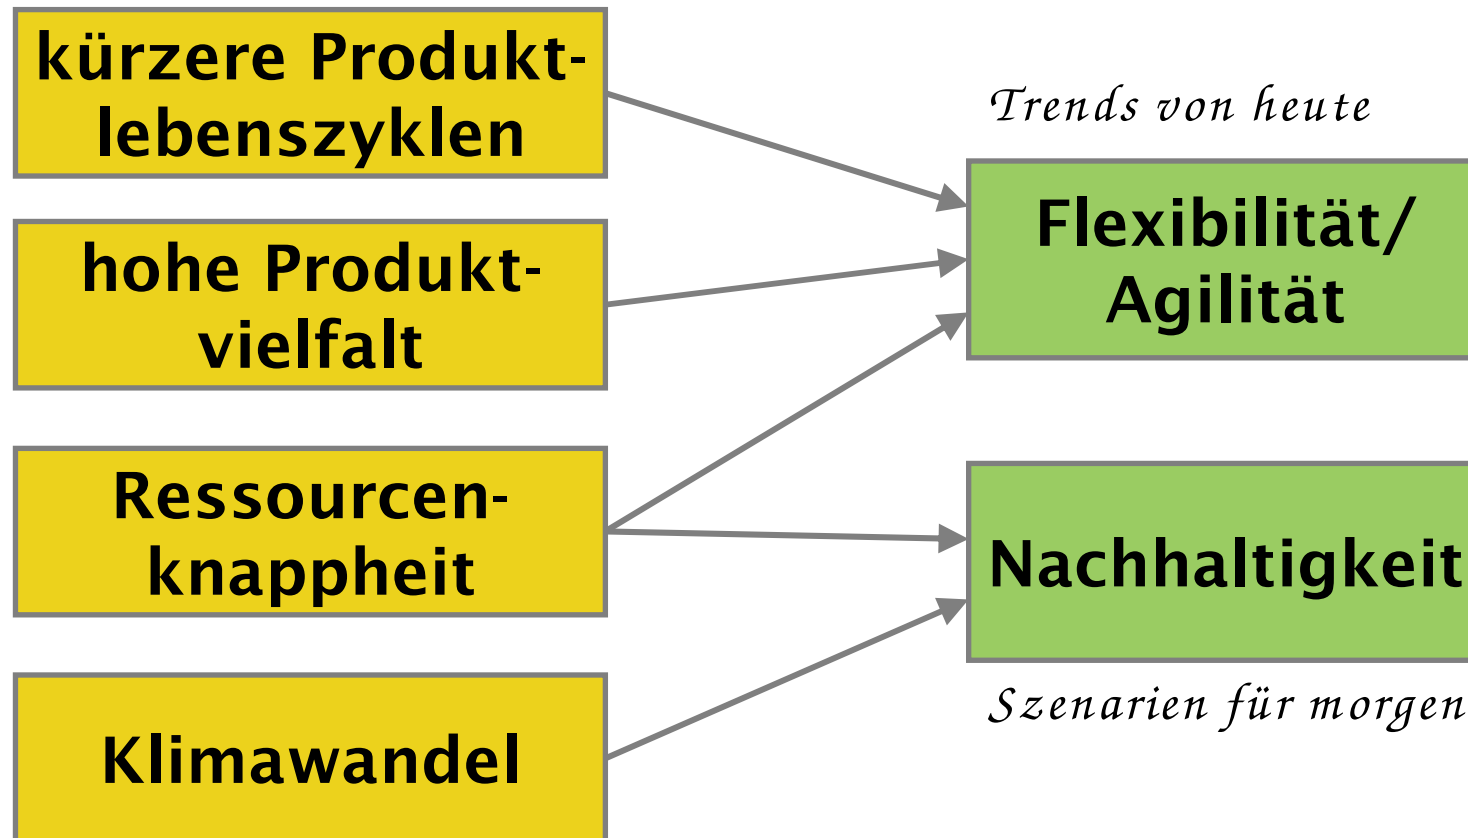 kürzere Produkt-
lebenszyklen
hohe Produkt-
vielfalt
Ressourcen-
knappheit
Klimawandel
Trends von heute
Flexibilität/
Agilität
Nachhaltigkeit
Szenarien für morgen